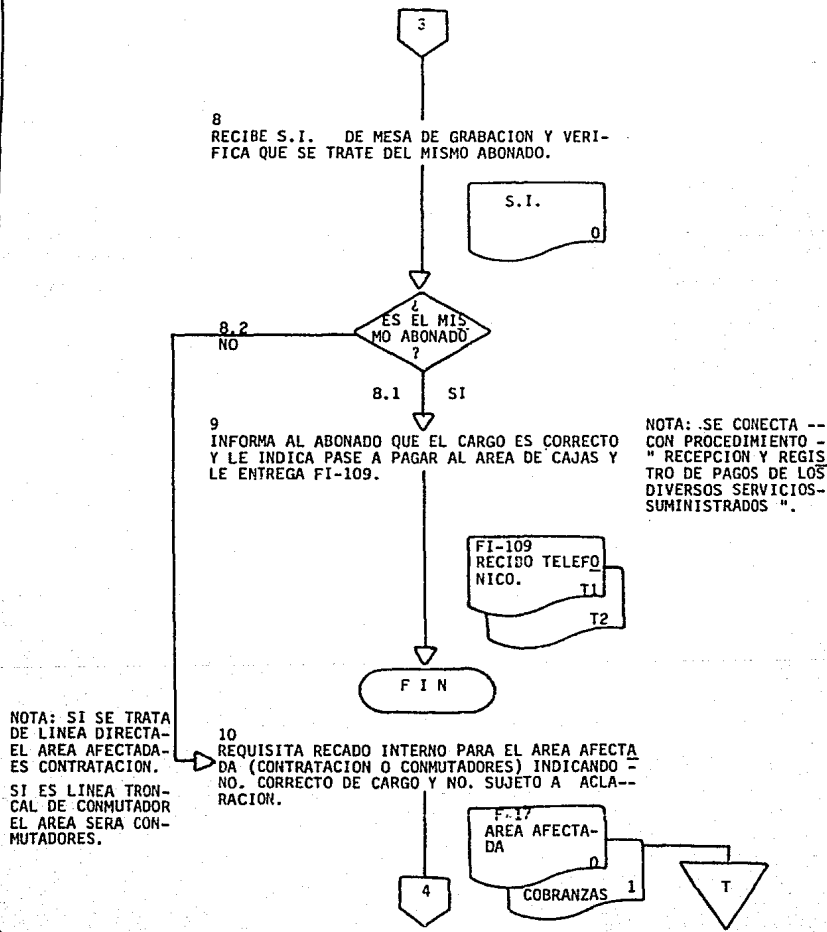 3
8
RECIBE S.I. DE MESA DE GRABACION Y VERI-
FICA QUE SE TRATE DEL MISMO ABONADO.
S.I.
0
¿
ES EL MIS
MO ABONADO
?
8.2
NO
8.1 SI
9
INFORMA AL ABONADO QUE EL CARGO ES CORRECTO
Y LE INDICA PASE A PAGAR AL AREA DE CAJAS Y
LE ENTREGA FI-109.
NOTA: SE CONECTA --
CON PROCEDIMIENTO -
" RECEPCION Y REGIS
TRO DE PAGOS DE LOS
DIVERSOS SERVICIOS-
SUMINISTRADOS ".
FI-109
RECIBO TELEFO
NICO.
T1
T2
F I N
NOTA: SI SE TRATA
DE LINEA DIRECTA-
EL AREA AFECTADA-
ES CONTRATACION.
SI ES LINEA TRON-
CAL DE CONMUTADOR
EL AREA SERA CON-
MUTADORES.
10
REQUISITA RECADO INTERNO PARA EL AREA AFECTA
DA (CONTRATACION O CONMUTADORES) INDICANDO -
NO. CORRECTO DE CARGO Y NO. SUJETO A ACLA--
RACION.
F-17
AREA AFECTA-
DA
0
COBRANZAS 1
T
4